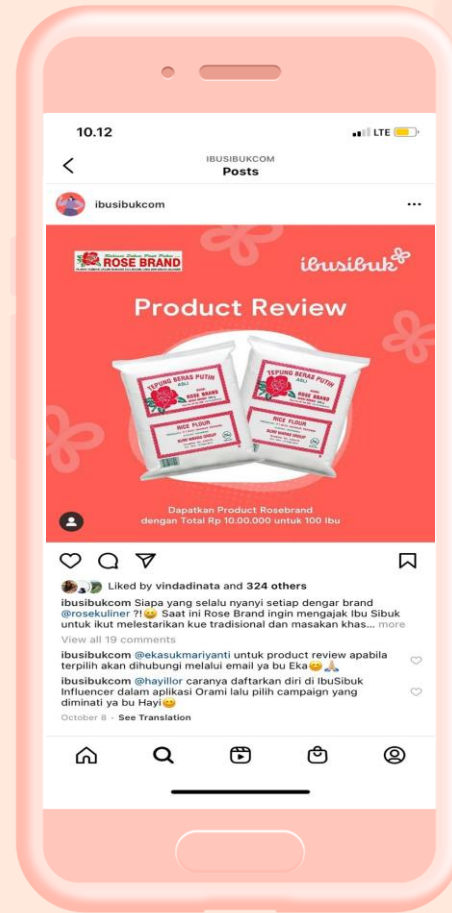 10.12
LTE
IBUSIBUKCOM
Posts
ibusibukcom
ROSE BRAND
ibusibuk
Product Review
TEPUNG BERAS PUTIH
ASLI
ROSE BRAND
RICE FLOUR
TEPUNG BERAS PUTIH
ASLI
ROSE BRAND
RICE FLOUR
Dapatkan Product Rosebrand
dengan Total Rp 10.00.000 untuk 100 Ibu
Liked by vindadinata and 324 others
ibusibukcom Siapa yang selalu nyanyi setiap dengar brand
@rosekuliner ?!😄 Saat ini Rose Brand ingin mengajak Ibu Sibuk
untuk ikut melestarikan kue tradisional dan masakan khas... more
View all 19 comments
ibusibukcom @ekasukmariyanti untuk product review apabila
terpilih akan dihubungi melalui email ya bu Eka😊🙏
ibusibukcom @hayillor caranya daftarkan diri di IbuSibuk
Influencer dalam aplikasi Orami lalu pilih campaign yang
diminati ya bu Hayi😊
October 8 · See Translation